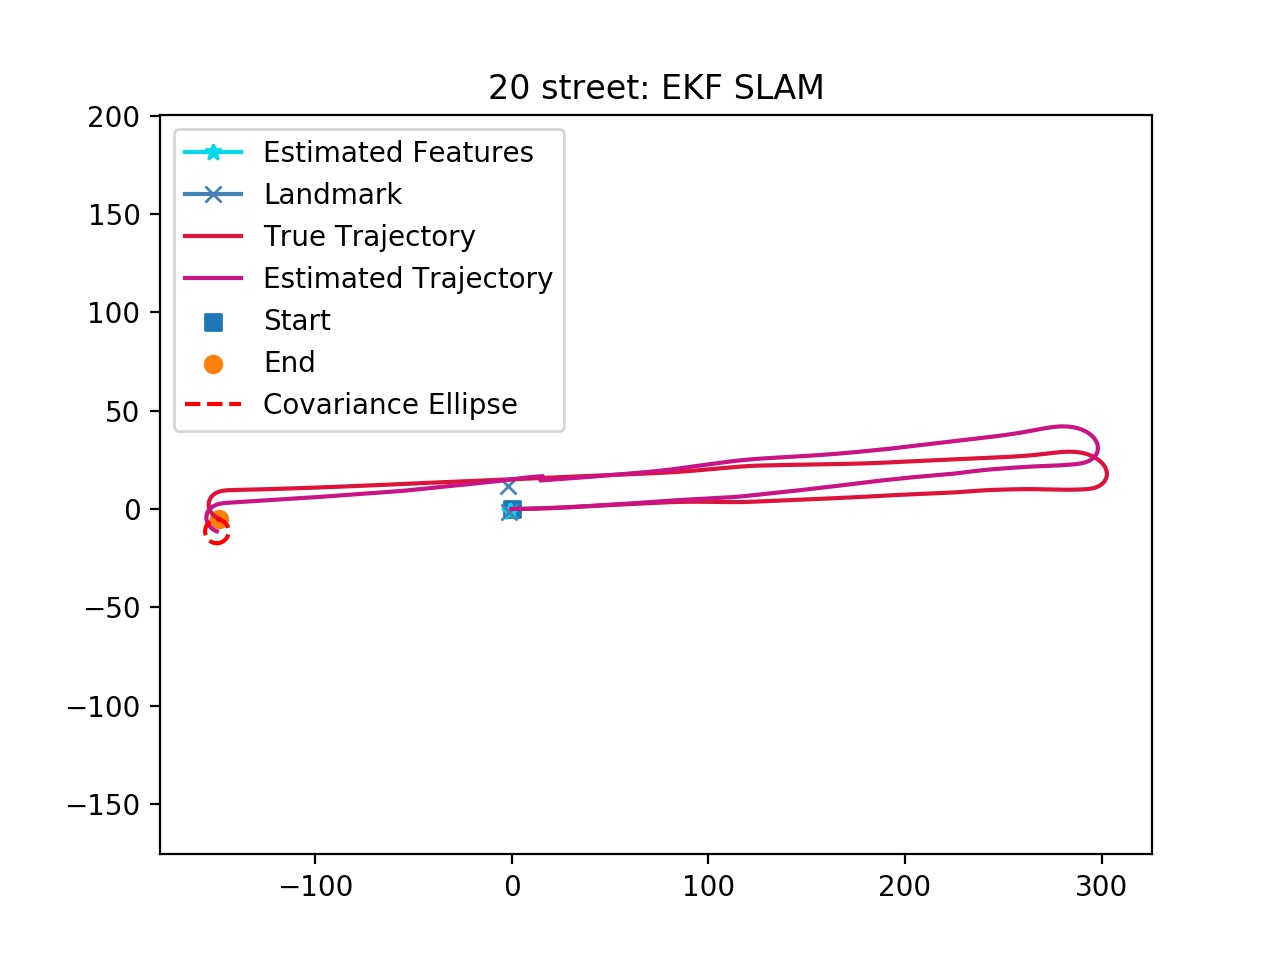 20 street: EKF SLAM
200
150
100
50
0
−50
−100
−150
Estimated Features
Landmark
True Trajectory
Estimated Trajectory
Start
End
Covariance Ellipse
−100 0 100 200 300